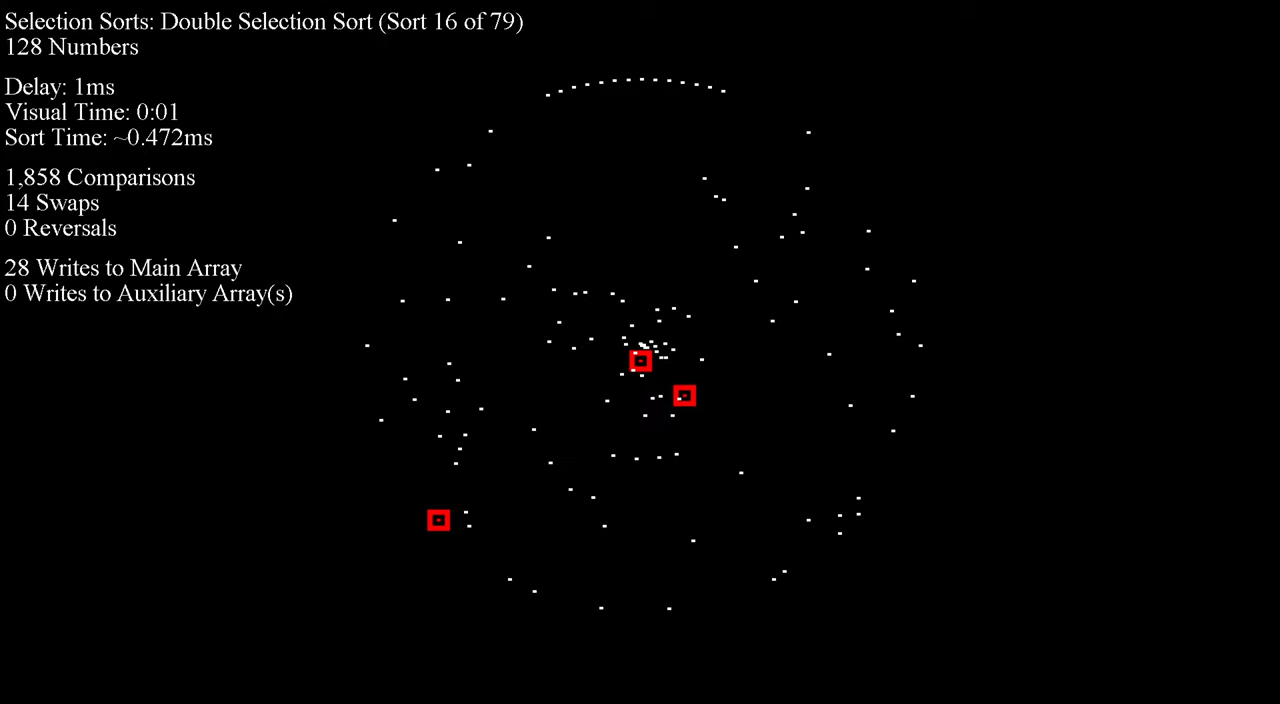 Selection Sorts: Double Selection Sort (Sort 16 of 79)
128 Numbers
Delay: 1ms
Visual Time: 0:01
Sort Time: ~0.472ms
1,858 Comparisons
14 Swaps
0 Reversals
28 Writes to Main Array
0 Writes to Auxiliary Array(s)